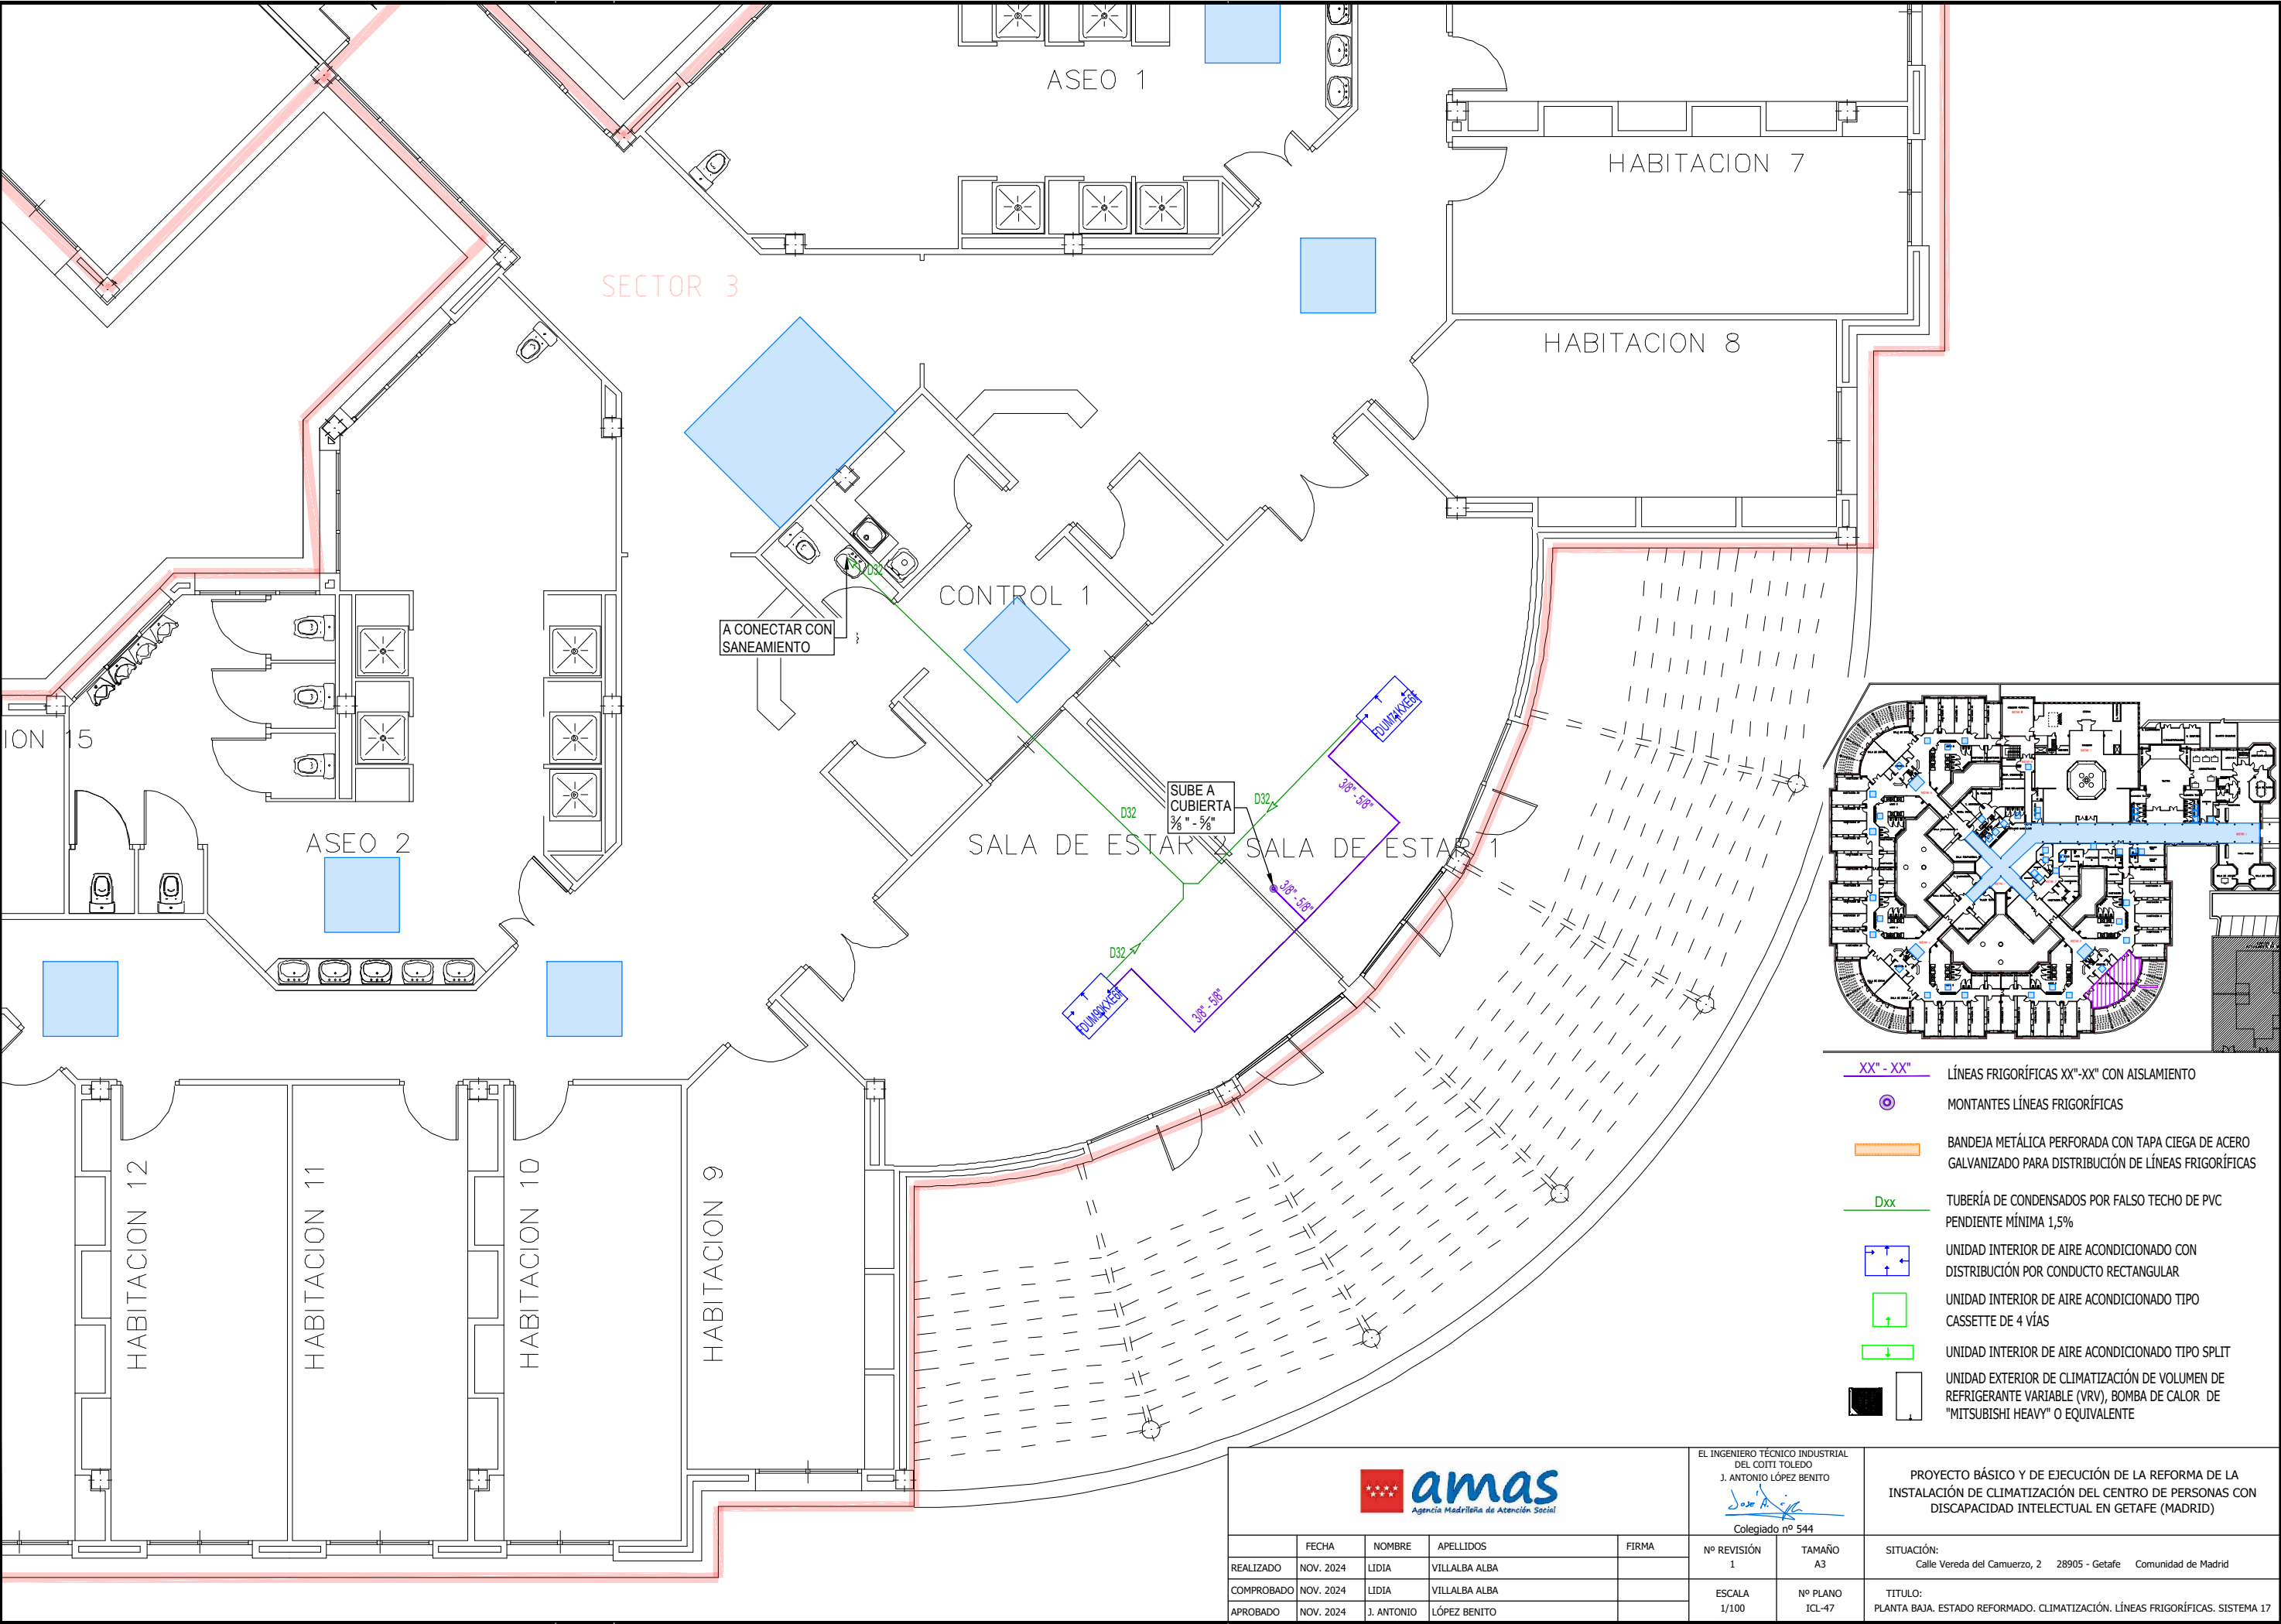 ASEO 1
HABITACION 7
SECTOR 3
HABITACION 8
D32
CONTROL 1
A CONECTAR CON
SANEAMIENTO
FDUM71KXE6F
ION 15
3/8" - 5/8"
SUBE A
CUBIERTA
3/8 " - 5/8"
D32
D32
ASEO 2
SALA DE ESTAR 2
SALA DE ESTAR 1
3/8" - 5/8"
D32
FDUM90KXE6F
3/8" - 5/8"
HABITACION 12
HABITACION 11
HABITACION 10
HABITACION 9
XX" - XX"
LÍNEAS FRIGORÍFICAS XX"-XX" CON AISLAMIENTO
MONTANTES LÍNEAS FRIGORÍFICAS
BANDEJA METÁLICA PERFORADA CON TAPA CIEGA DE ACERO
GALVANIZADO PARA DISTRIBUCIÓN DE LÍNEAS FRIGORÍFICAS
Dxx
TUBERÍA DE CONDENSADOS POR FALSO TECHO DE PVC
PENDIENTE MÍNIMA 1,5%
UNIDAD INTERIOR DE AIRE ACONDICIONADO CON
DISTRIBUCIÓN POR CONDUCTO RECTANGULAR
UNIDAD INTERIOR DE AIRE ACONDICIONADO TIPO
CASSETTE DE 4 VÍAS
UNIDAD INTERIOR DE AIRE ACONDICIONADO TIPO SPLIT
UNIDAD EXTERIOR DE CLIMATIZACIÓN DE VOLUMEN DE
REFRIGERANTE VARIABLE (VRV), BOMBA DE CALOR DE
"MITSUBISHI HEAVY" O EQUIVALENTE
amas
Agencia Madrileña de Atención Social
EL INGENIERO TÉCNICO INDUSTRIAL
DEL COITI TOLEDO
J. ANTONIO LÓPEZ BENITO
Colegiado nº 544
PROYECTO BÁSICO Y DE EJECUCIÓN DE LA REFORMA DE LA
INSTALACIÓN DE CLIMATIZACIÓN DEL CENTRO DE PERSONAS CON
DISCAPACIDAD INTELECTUAL EN GETAFE (MADRID)
FECHA NOMBRE APELLIDOS FIRMA
REALIZADO NOV. 2024 LIDIA VILLALBA ALBA
COMPROBADO NOV. 2024 LIDIA VILLALBA ALBA
APROBADO NOV. 2024 J. ANTONIO LÓPEZ BENITO
Nº REVISIÓN
1
TAMAÑO
A3
SITUACIÓN:
Calle Vereda del Camuerzo, 2 28905 - Getafe Comunidad de Madrid
ESCALA
1/100
Nº PLANO
ICL-47
TITULO:
PLANTA BAJA. ESTADO REFORMADO. CLIMATIZACIÓN. LÍNEAS FRIGORÍFICAS. SISTEMA 17